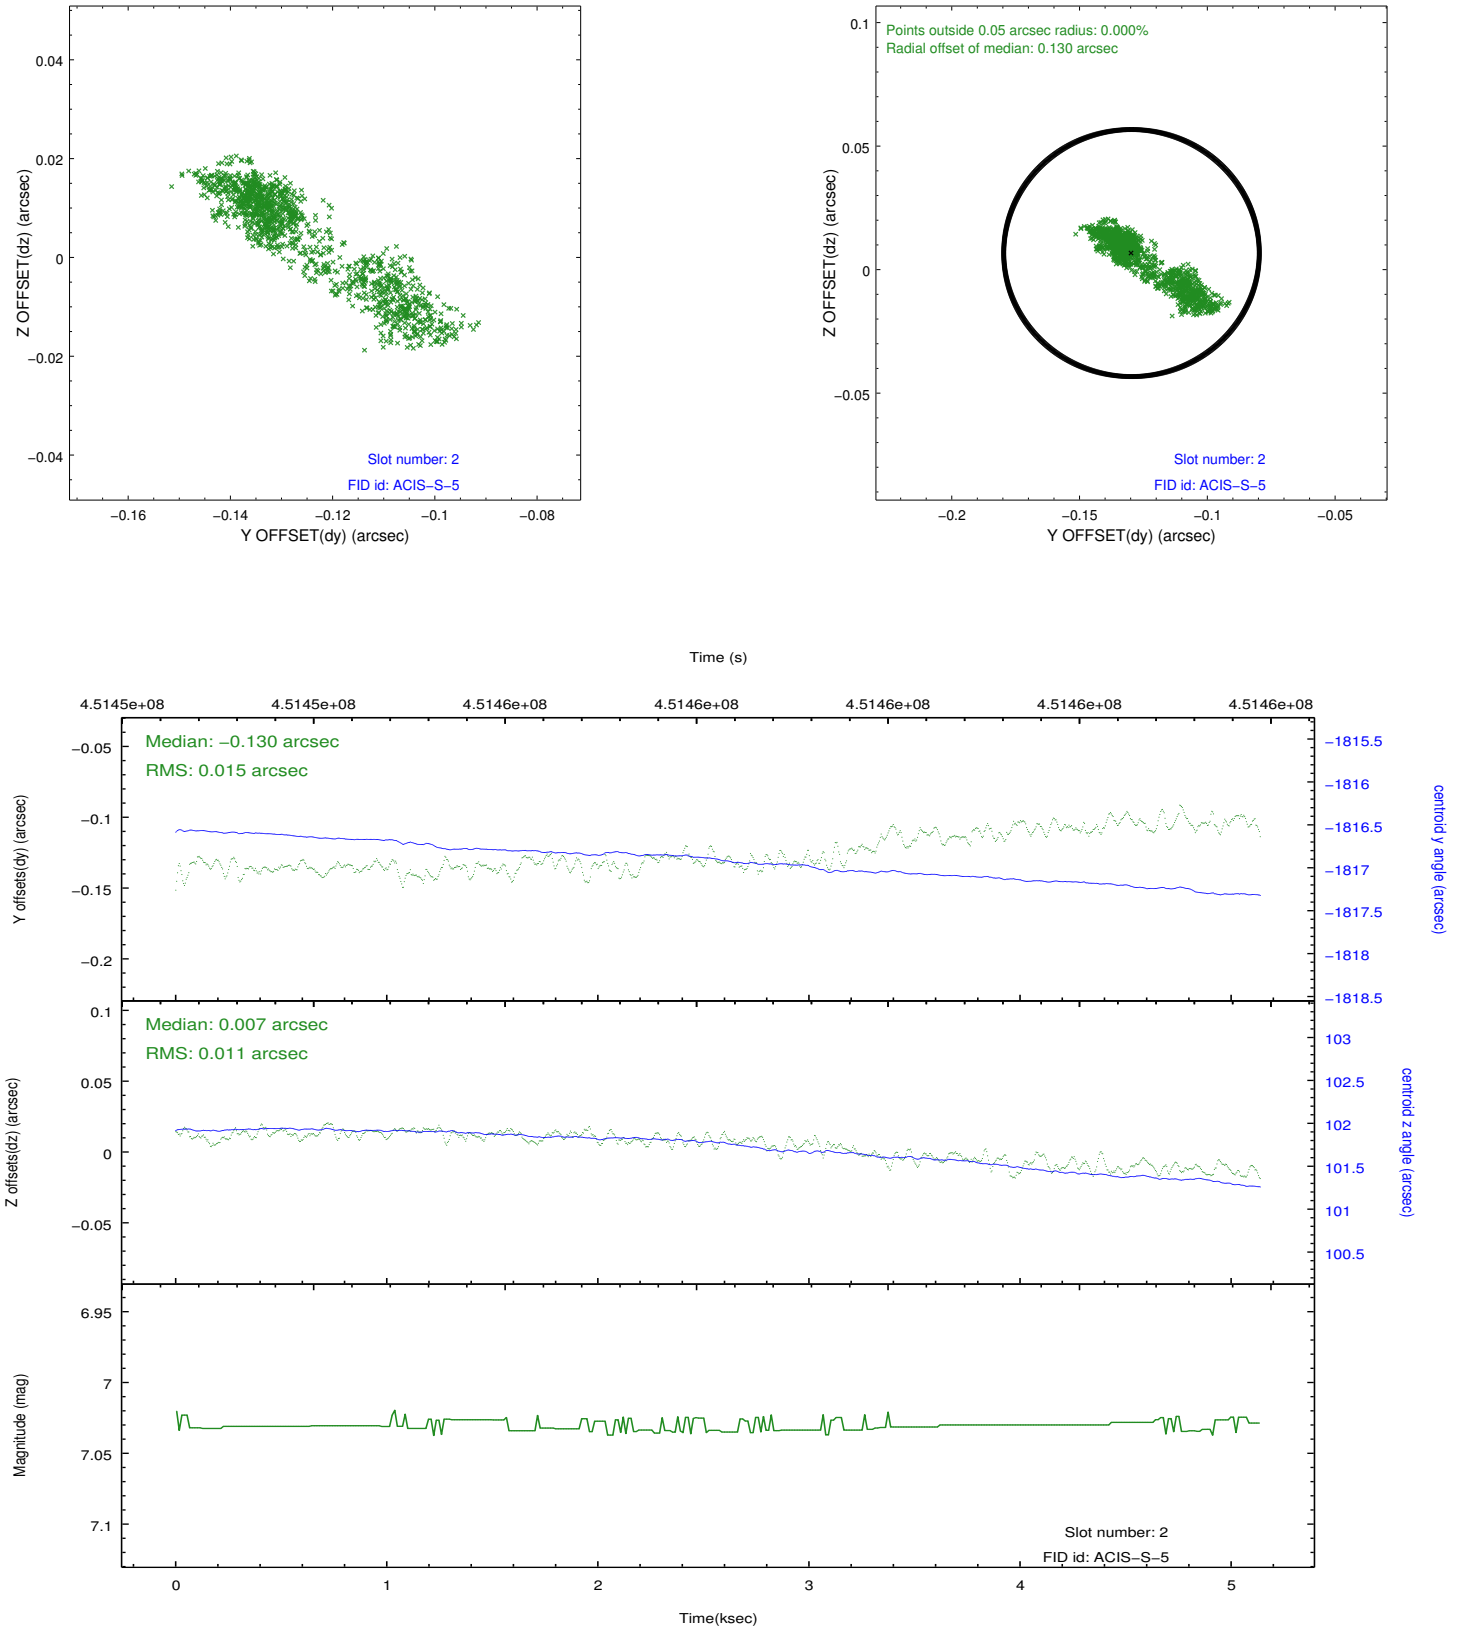 0.04
0.02
0
−0.02
−0.04
Z OFFSET(dz) (arcsec)
Slot number: 2
FID id: ACIS−S−5
−0.16
−0.14
−0.12
−0.1
−0.08
Y OFFSET(dy) (arcsec)
Points outside 0.05 arcsec radius: 0.000%
Radial offset of median: 0.130 arcsec
0.1
0.05
0
−0.05
Z OFFSET(dz) (arcsec)
Slot number: 2
FID id: ACIS−S−5
−0.2
−0.15
−0.1
−0.05
Y OFFSET(dy) (arcsec)
Time (s)
4.5145e+08
4.5145e+08
4.5146e+08
4.5146e+08
4.5146e+08
4.5146e+08
4.5146e+08
Median: −0.130 arcsec
RMS: 0.015 arcsec
−0.05
−0.1
−0.15
−0.2
Y offsets(dy) (arcsec)
−1815.5
−1816
−1816.5
−1817
−1817.5
−1818
−1818.5
centroid y angle (arcsec)
Median: 0.007 arcsec
RMS: 0.011 arcsec
0.1
0.05
0
−0.05
Z offsets(dz) (arcsec)
103
102.5
102
101.5
101
100.5
centroid z angle (arcsec)
6.95
7
7.05
7.1
Magnitude (mag)
Slot number: 2
FID id: ACIS−S−5
0
1
2
3
4
5
Time(ksec)